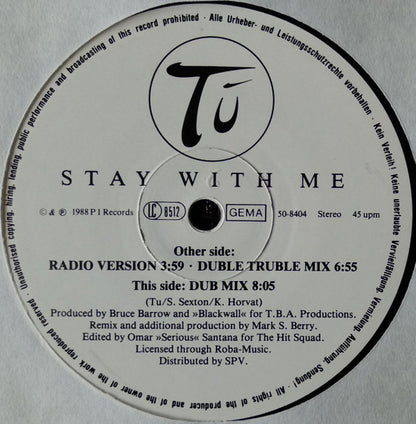 Unauthorised copying, hiring, lending, public performance and broadcasting of this record prohibited · Alle Urheber- und Leistungsschutzrechte vorbehalten · Kein Verleih! Keine unerlaubte Vervielfältigung, Vermietung, Aufführung, Sendung! · All rights of the producer and of the owner of the work reproduced reserved ·
Tú
STAY WITH ME
© & ℗ 1988 P I Records LC 8512 GEMA 50-8404 Stereo 45 upm
Other side:
RADIO VERSION 3:59 · DUBLE TRUBLE MIX 6:55
This side: DUB MIX 8:05
(Tu/S. Sexton/K. Horvat)
Produced by Bruce Barrow and »Blackwall« for T.B.A. Productions.
Remix and additional production by Mark S. Berry.
Edited by Omar »Serious« Santana for The Hit Squad.
Licensed through Roba-Music.
Distributed by SPV.